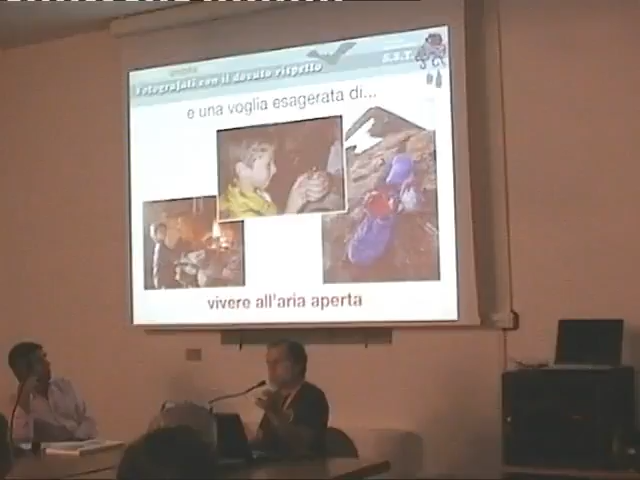 Fotografati con il dovuto rispetto
S.S.T.
e una voglia esagerata di...
vivere all'aria aperta